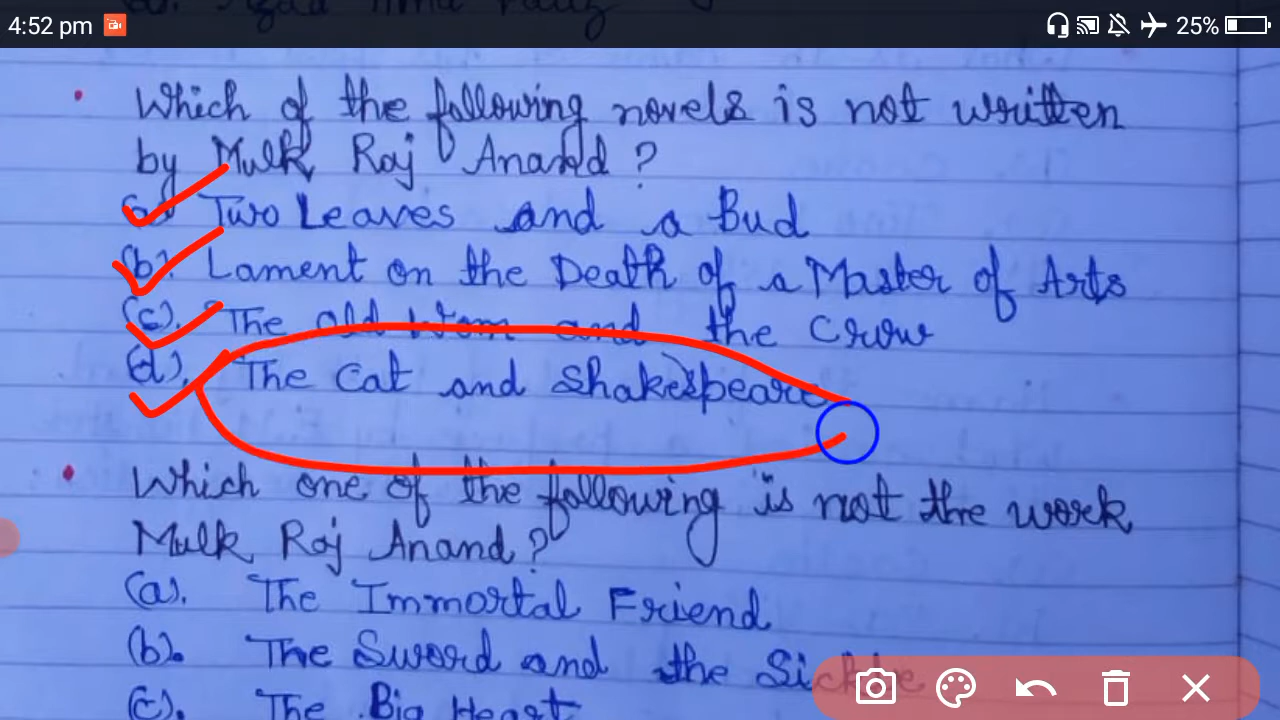 4:52 pm
25%
Which of the following novels is not written
by Mulk Raj Anand ?
(a) Two Leaves and a Bud
(b). Lament on the Death of a Master of Arts
(c). The Old Wom and the Crow
(d). The Cat and Shakespeare
Which one of the following is not the work
Mulk Raj Anand ?
(a). The Immortal Friend
(b). The Sword and the Sickle
(c). The Big Heart